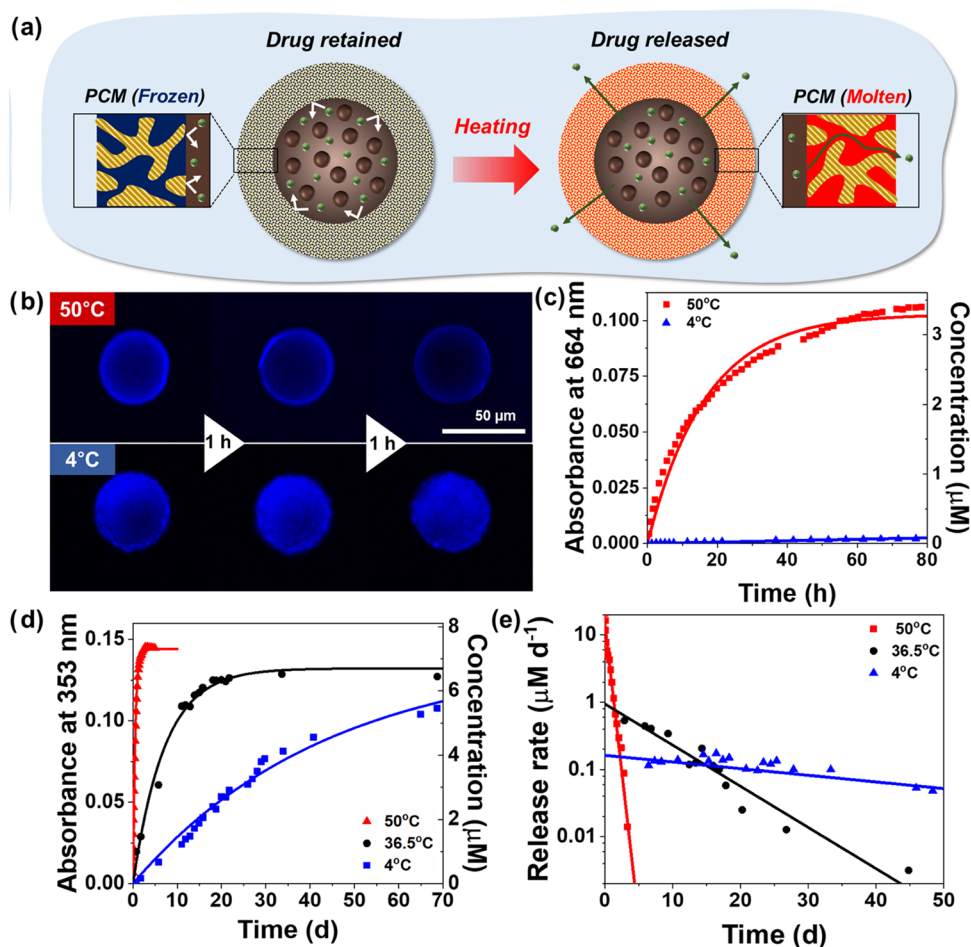 (a)
Drug retained
Drug released
PCM (Frozen)
Heating
PCM (Molten)
(b)
50°C
1 h
1 h
50 μm
4°C
(c)
Absorbance at 664 nm
0.100
0.075
0.050
0.025
0.000
50°C
4°C
3
2
1
0
Concentration (μM)
0 20 40 60 80
Time (h)
(d)
Absorbance at 353 nm
0.15
0.10
0.05
0.00
50°C
36.5°C
4°C
8
6
4
2
0
Concentration (μM)
0 10 20 30 40 50 60 70
Time (d)
(e)
Release rate (μM d⁻¹)
10
1
0.1
0.01
50°C
36.5°C
4°C
0 10 20 30 40 50
Time (d)